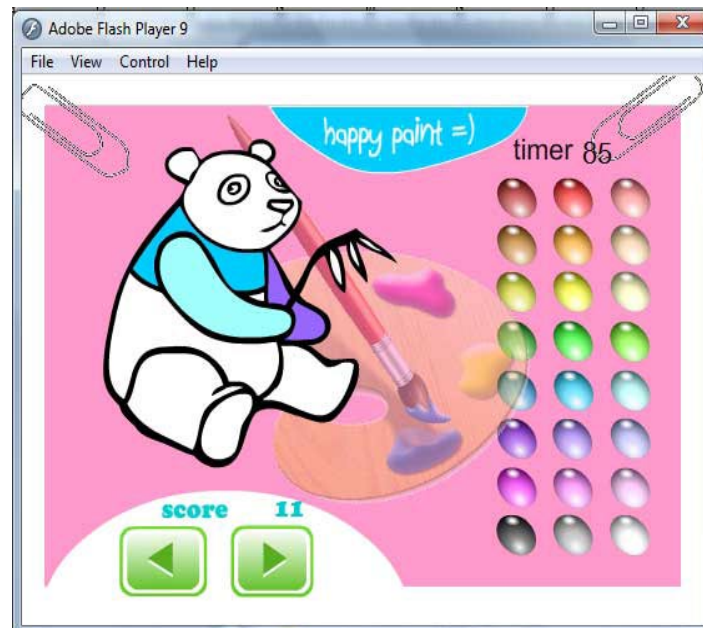 Adobe Flash Player 9
File View Control Help
happy paint =)
timer 85
score 11